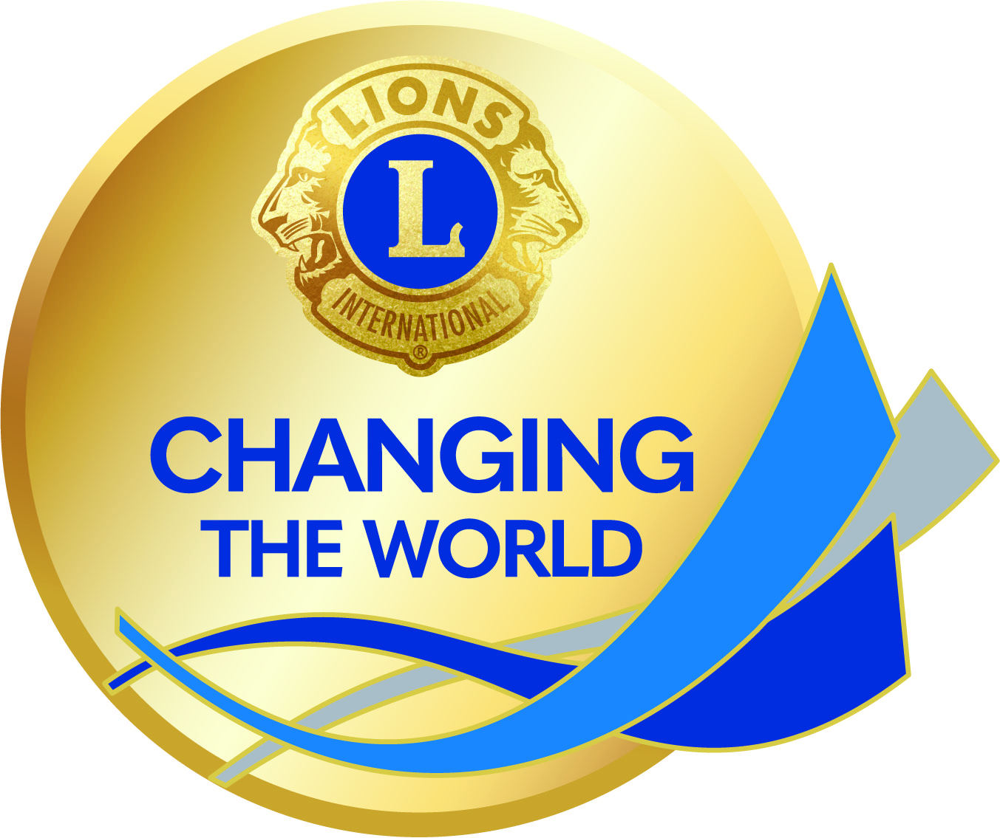 LIONS
L
INTERNATIONAL
®
CHANGING
THE WORLD